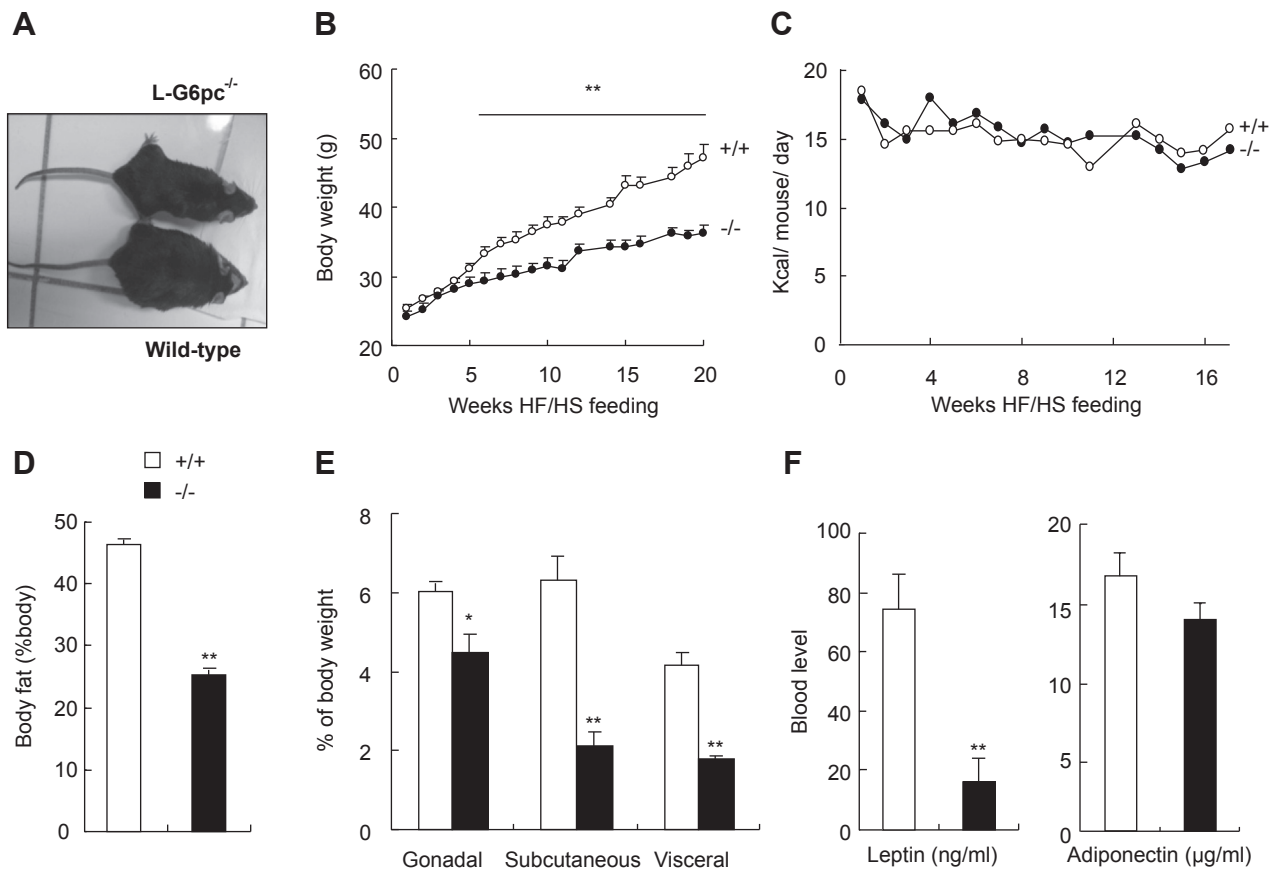 A
L-G6pc-/-
Wild-type
B
60
50
40
30
20
Body weight (g)
**
+/+
-/-
0 5 10 15 20
Weeks HF/HS feeding
C
20
15
10
5
0
Kcal/ mouse/ day
+/+
-/-
0 4 8 12 16
Weeks HF/HS feeding
D
+/+
-/-
50
40
30
20
10
0
Body fat (%body)
**
E
8
6
4
2
0
% of body weight
*
**
**
Gonadal Subcutaneous Visceral
F
100
80
60
40
20
0
Blood level
**
Leptin (ng/ml)
20
15
10
5
0
Adiponectin (µg/ml)